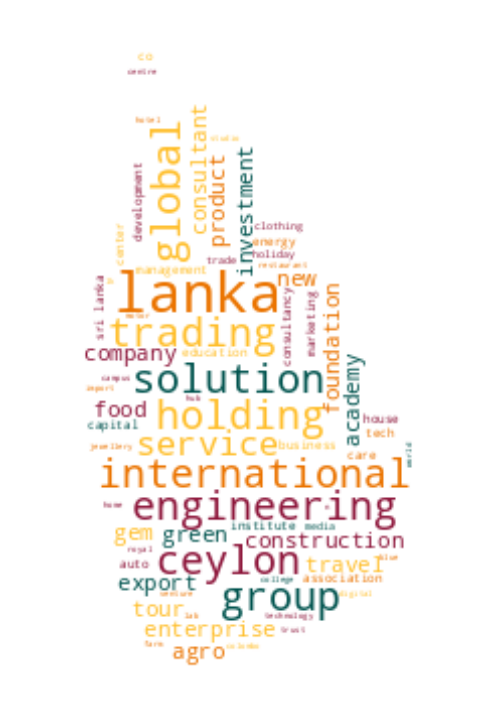 co
centre
hotel
global
consultant
studio
product
investment
development
center
clothing
energy
holiday
trade
restaurant
management
new
lanka
sri lanka
motor
trading
consultancy
marketing
foundation
company
education
solution
academy
campus
import
hub
food
holding
capital
house
tech
jewellery
service
business
care
world
international
home
engineering
gem
green
institute
media
construction
royal
auto
ceylon
travel
blue
export
college
association
venture
group
digital
tour
lab
technology
enterprise
trust
farm
agro
colombo